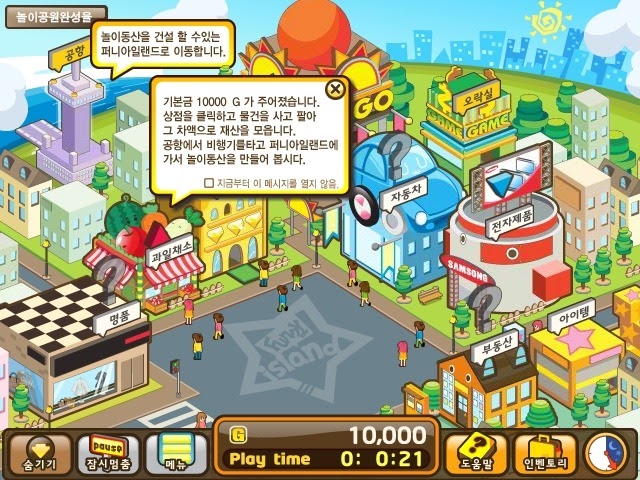 놀이공원완성율
공항
놀이동산을 건설 할 수있는
퍼니아일랜드로 이동합니다.
기본금 10000 G 가 주어졌습니다.
상점을 클릭하고 물건을 사고 팔아
그 차액으로 재산을 모읍니다.
공항에서 비행기를타고 퍼니아일랜드에
가서 놀이동산을 만들어 봅시다.
지금부터 이 메시지를 열지 않음.
GO
오락실
GAME GAME
자동차
전자제품
과일채소
SAMSONG
명품
아이템
부동산
funny
island
G 10,000
Play time 0: 0:21
숨기기
pause
잠시멈춤
메뉴
도움말
인벤토리